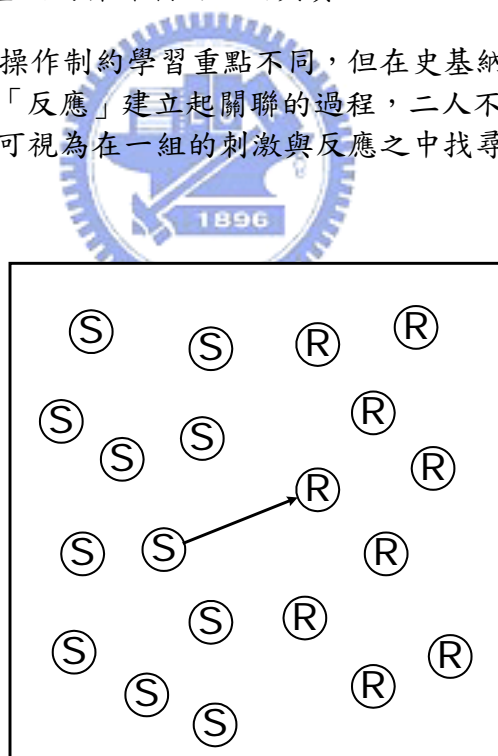 操作制約學習重點不同，但在史基納
「反應」建立起關聯的過程，二人不
可視為在一組的刺激與反應之中找尋
1896
S S R R
S S S R R
S S R R
S S R R
S S R